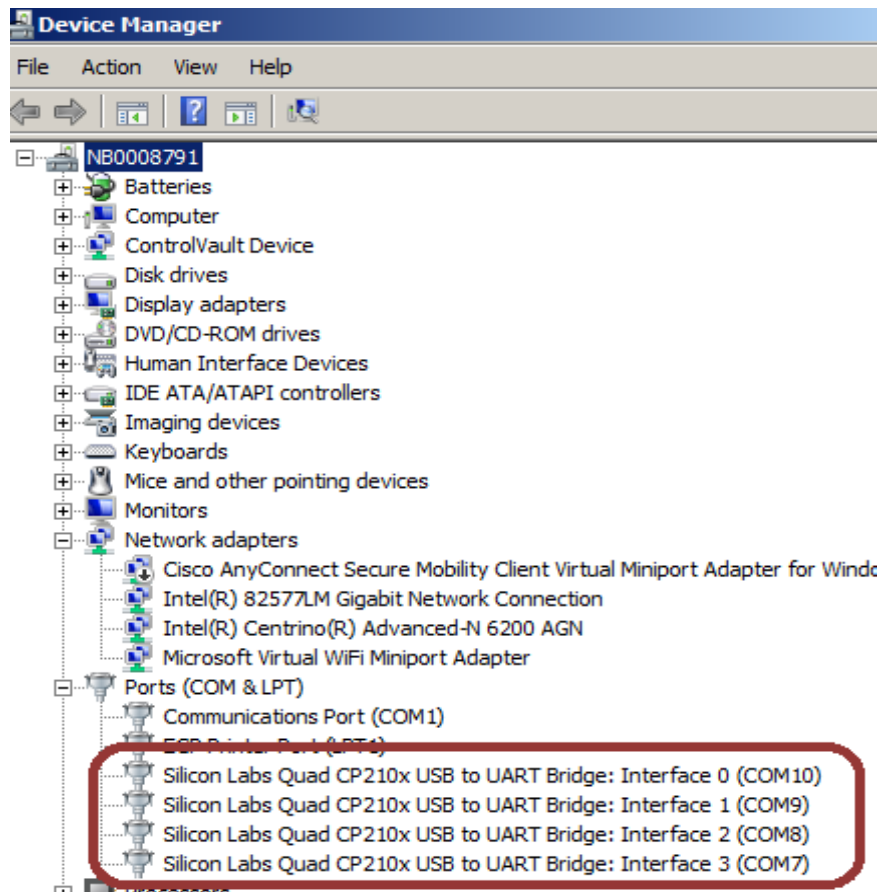 Device Manager
File Action View Help
NB0008791
Batteries
Computer
ControlVault Device
Disk drives
Display adapters
DVD/CD-ROM drives
Human Interface Devices
IDE ATA/ATAPI controllers
Imaging devices
Keyboards
Mice and other pointing devices
Monitors
Network adapters
Cisco AnyConnect Secure Mobility Client Virtual Miniport Adapter for Windo
Intel(R) 82577LM Gigabit Network Connection
Intel(R) Centrino(R) Advanced-N 6200 AGN
Microsoft Virtual WiFi Miniport Adapter
Ports (COM & LPT)
Communications Port (COM1)
ECP Printer Port (LPT1)
Silicon Labs Quad CP210x USB to UART Bridge: Interface 0 (COM10)
Silicon Labs Quad CP210x USB to UART Bridge: Interface 1 (COM9)
Silicon Labs Quad CP210x USB to UART Bridge: Interface 2 (COM8)
Silicon Labs Quad CP210x USB to UART Bridge: Interface 3 (COM7)